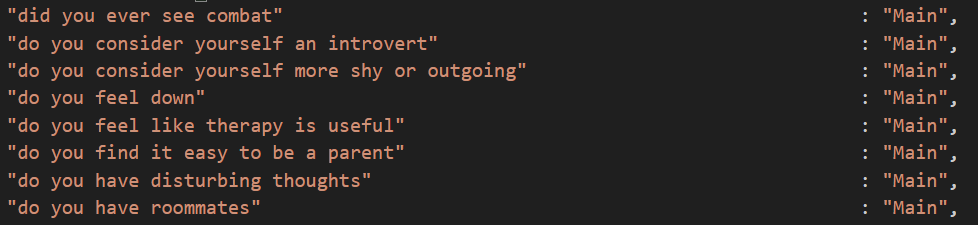 "did you ever see combat" : "Main",
"do you consider yourself an introvert" : "Main",
"do you consider yourself more shy or outgoing" : "Main",
"do you feel down" : "Main",
"do you feel like therapy is useful" : "Main",
"do you find it easy to be a parent" : "Main",
"do you have disturbing thoughts" : "Main",
"do you have roommates" : "Main",